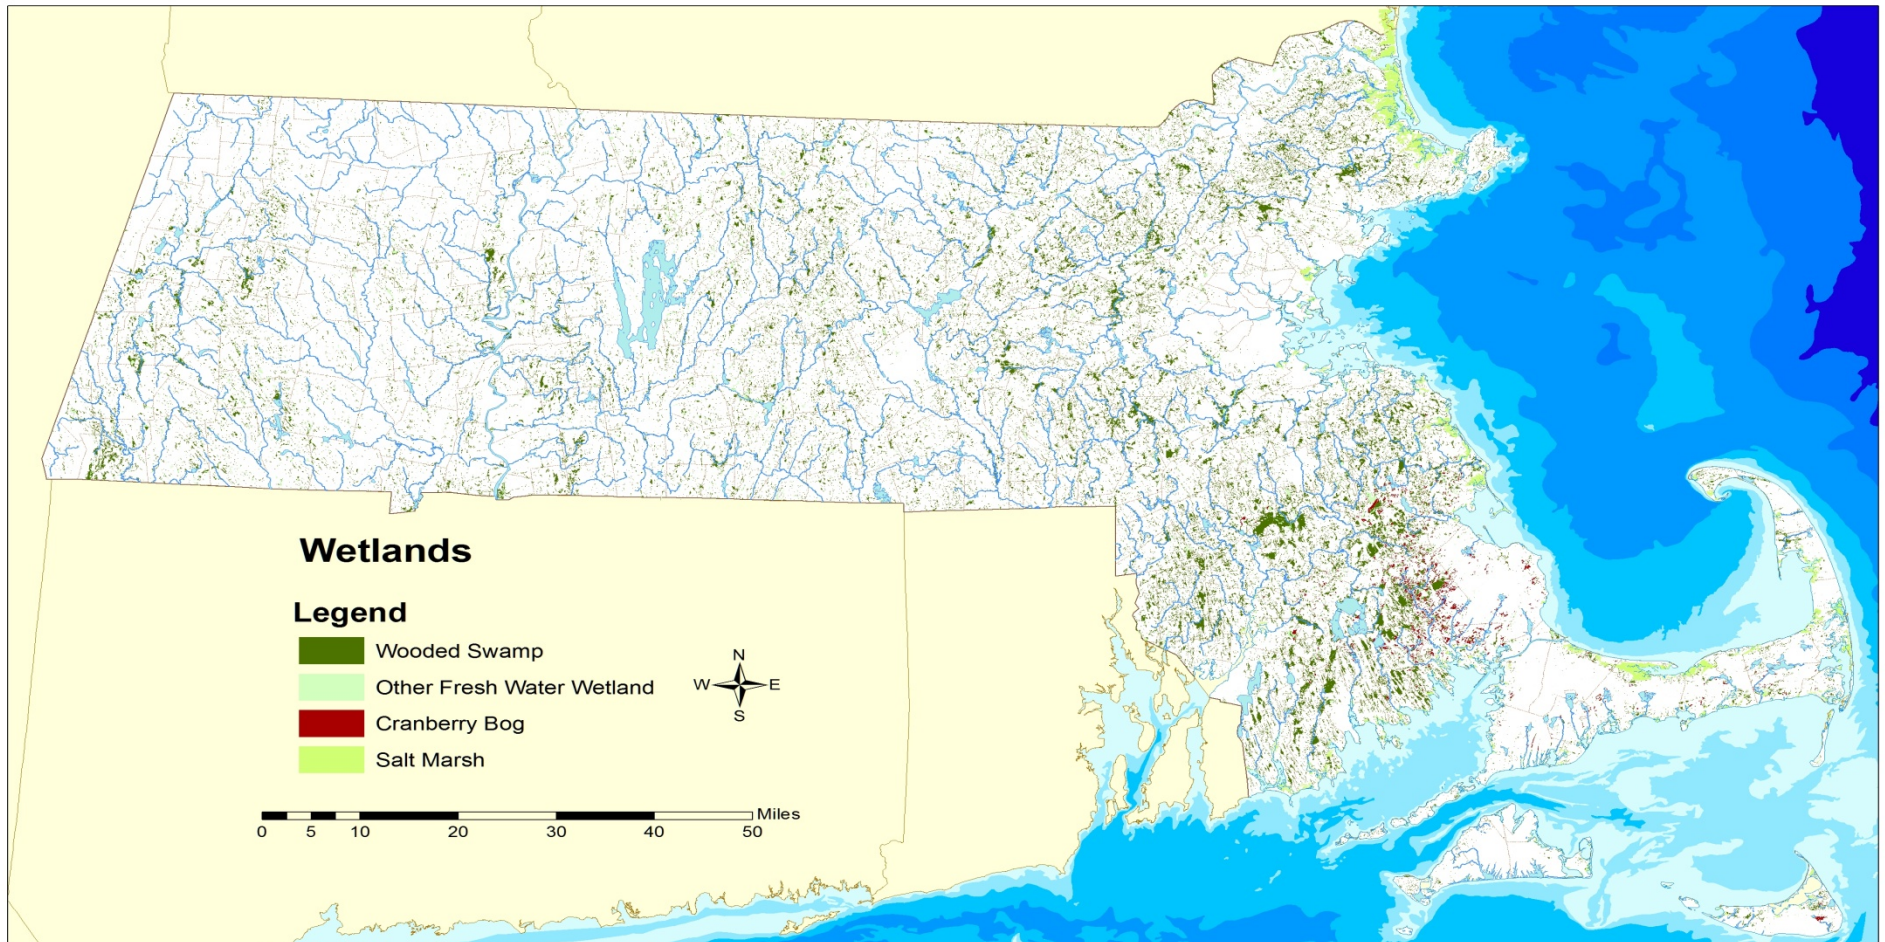 Wetlands
Legend
Wooded Swamp
Other Fresh Water Wetland
Cranberry Bog
Salt Marsh
N
W E
S
Miles
0 5 10 20 30 40 50